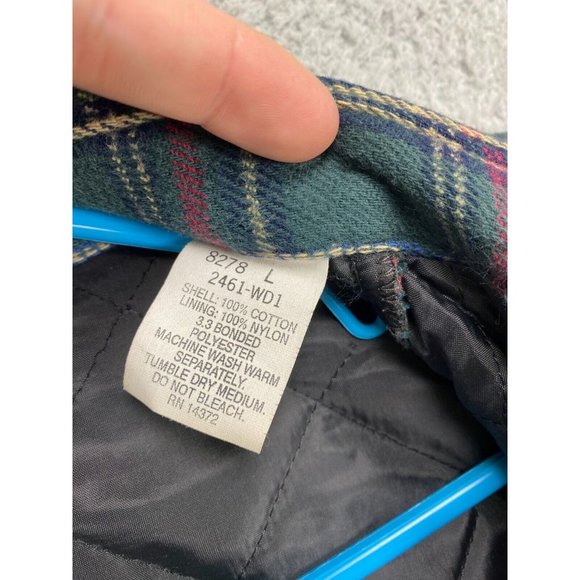 8278 L
2461-WD1
SHELL: 100% COTTON
LINING: 100% NYLON
3.3 BONDED
POLYESTER
MACHINE WASH WARM
SEPARATELY.
TUMBLE DRY MEDIUM.
DO NOT BLEACH.
RN 14372